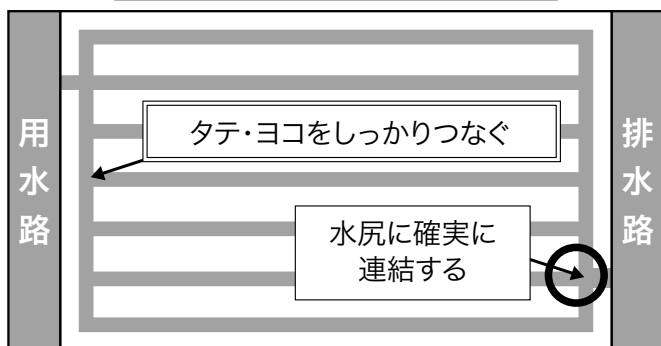 用水路
タテ・ヨコをしっかりつなぐ
水尻に確実に
連結する
排水路